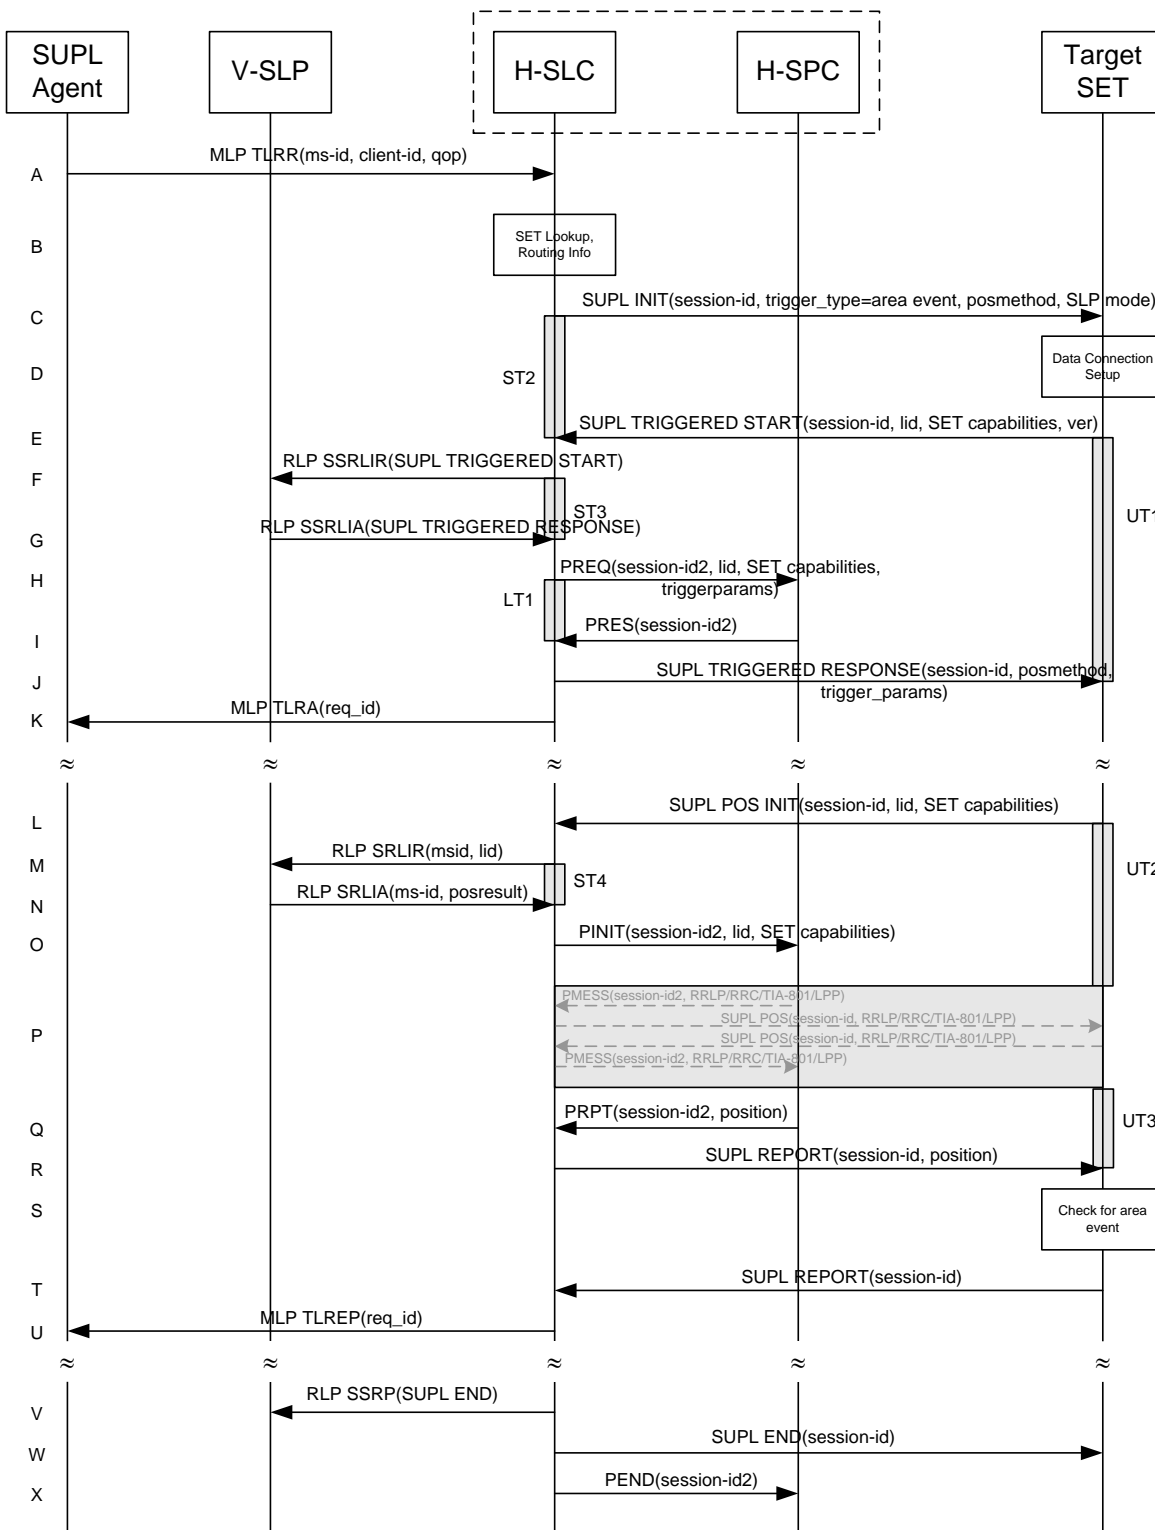 SUPL
Agent
V-SLP
H-SLC
H-SPC
Target
SET
A
MLP TLRR(ms-id, client-id, qop)
B
SET Lookup,
Routing Info
C
SUPL INIT(session-id, trigger_type=area event, posmethod, SLP mode)
D
ST2
Data Connection
Setup
E
SUPL TRIGGERED START(session-id, lid, SET capabilities, ver)
F
RLP SSRLIR(SUPL TRIGGERED START)
ST3
UT1
G
RLP SSRLIA(SUPL TRIGGERED RESPONSE)
H
PREQ(session-id2, lid, SET capabilities,
triggerparams)
LT1
I
PRES(session-id2)
J
SUPL TRIGGERED RESPONSE(session-id, posmethod,
trigger_params)
K
MLP TLRA(req_id)
≈ ≈ ≈ ≈ ≈
L
SUPL POS INIT(session-id, lid, SET capabilities)
M
RLP SRLIR(msid, lid)
ST4
UT2
N
RLP SRLIA(ms-id, posresult)
O
PINIT(session-id2, lid, SET capabilities)
P
PMESS(session-id2, RRLP/RRC/TIA-801/LPP)
SUPL POS(session-id, RRLP/RRC/TIA-801/LPP)
SUPL POS(session-id, RRLP/RRC/TIA-801/LPP)
PMESS(session-id2, RRLP/RRC/TIA-801/LPP)
Q
PRPT(session-id2, position)
UT3
R
SUPL REPORT(session-id, position)
S
Check for area
event
T
SUPL REPORT(session-id)
U
MLP TLREP(req_id)
≈ ≈ ≈ ≈ ≈
V
RLP SSRP(SUPL END)
W
SUPL END(session-id)
X
PEND(session-id2)